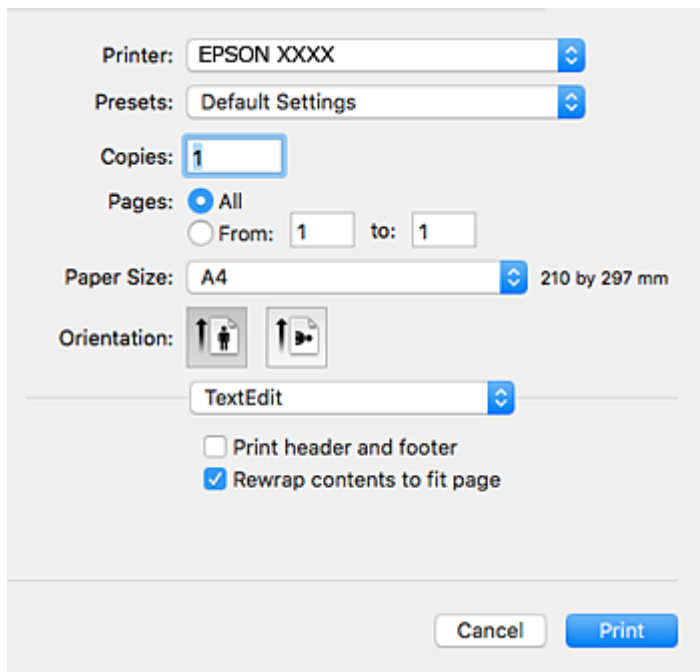 Printer: EPSON XXXX
Presets: Default Settings
Copies: 1
Pages: All
From: 1 to: 1
Paper Size: A4 210 by 297 mm
Orientation:
TextEdit
Print header and footer
Rewrap contents to fit page
Cancel Print